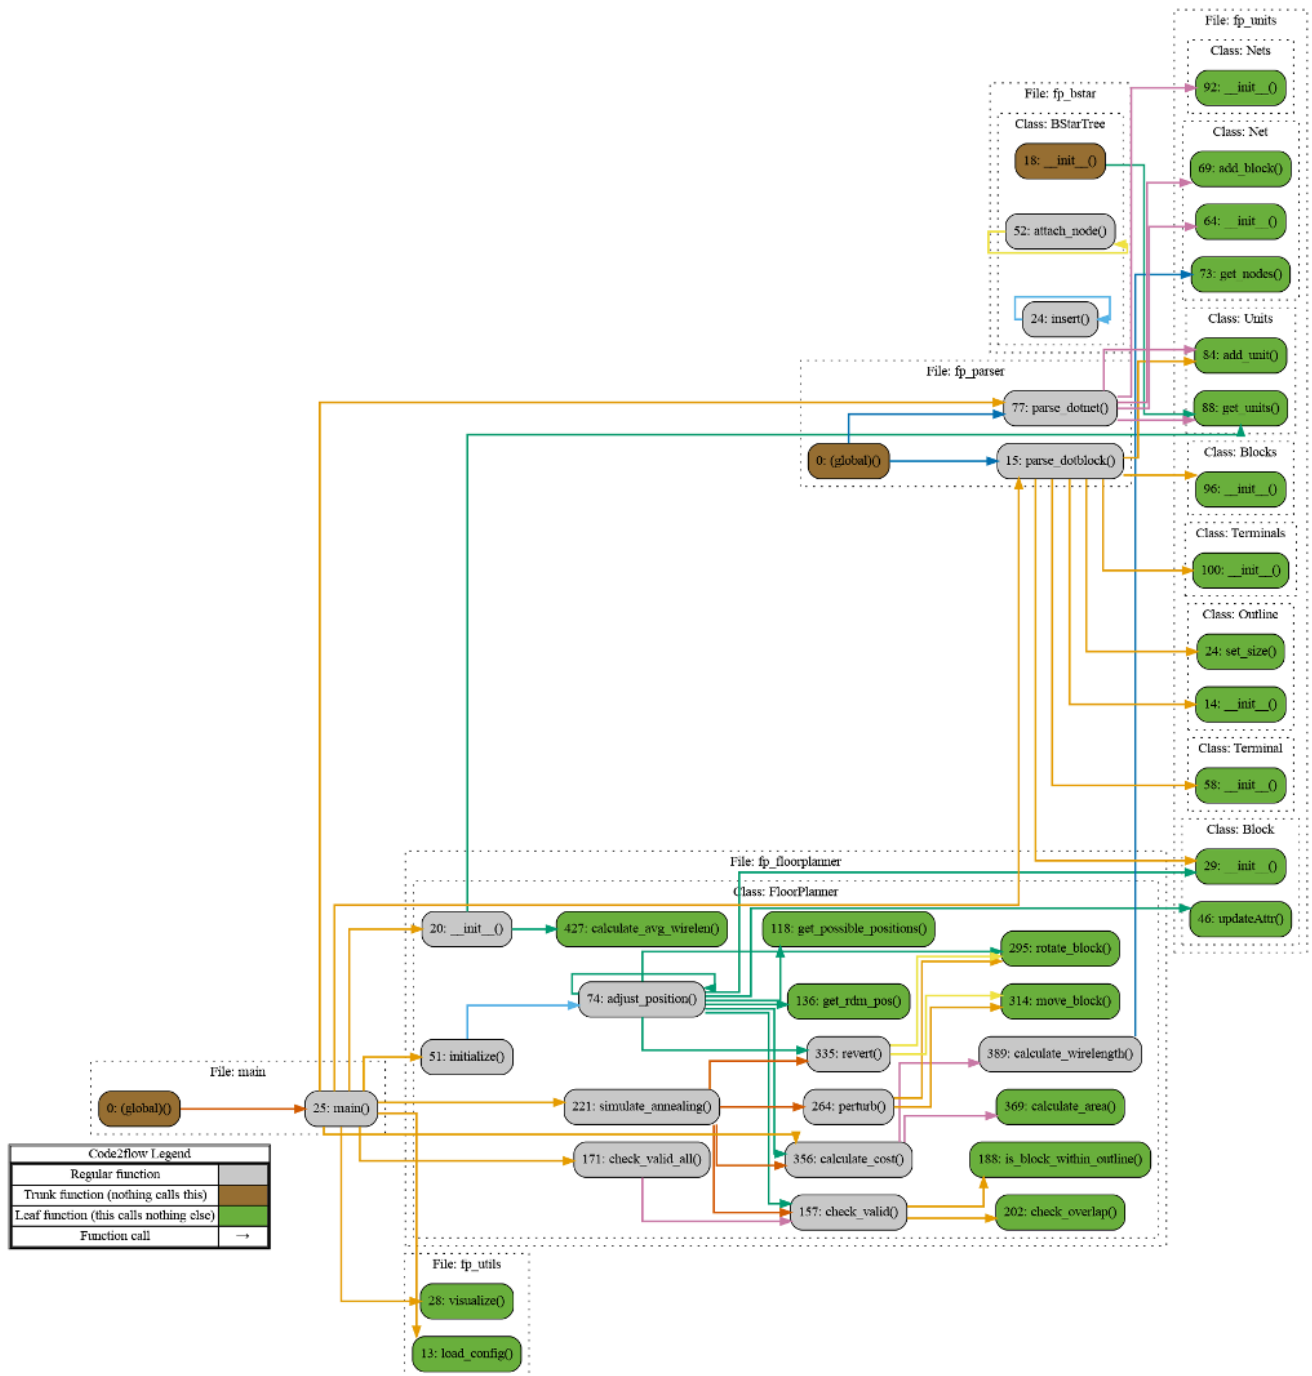 File: fp_units
Class: Nets
92: __init__()
Class: Net
69: add_block()
64: __init__()
73: get_nodes()
Class: Units
84: add_unit()
88: get_units()
Class: Blocks
96: __init__()
Class: Terminals
100: __init__()
Class: Outline
24: set_size()
14: __init__()
Class: Terminal
58: __init__()
Class: Block
29: __init__()
46: updateAttr()
File: fp_bstar
Class: BStarTree
18: __init__()
52: attach_node()
24: insert()
File: fp_parser
77: parse_dotnet()
0: (global)()
15: parse_dotblock()
File: fp_floorplanner
Class: FloorPlanner
20: __init__()
427: calculate_avg_wirelen()
118: get_possible_positions()
295: rotate_block()
74: adjust_position()
136: get_rdm_pos()
314: move_block()
51: initialize()
335: revert()
389: calculate_wirelength()
221: simulate_annealing()
264: perturb()
369: calculate_area()
171: check_valid_all()
356: calculate_cost()
188: is_block_within_outline()
157: check_valid()
202: check_overlap()
File: main
0: (global)()
25: main()
Code2flow Legend
Regular function
Trunk function (nothing calls this)
Leaf function (this calls nothing else)
Function call →
File: fp_utils
28: visualize()
13: load_config()